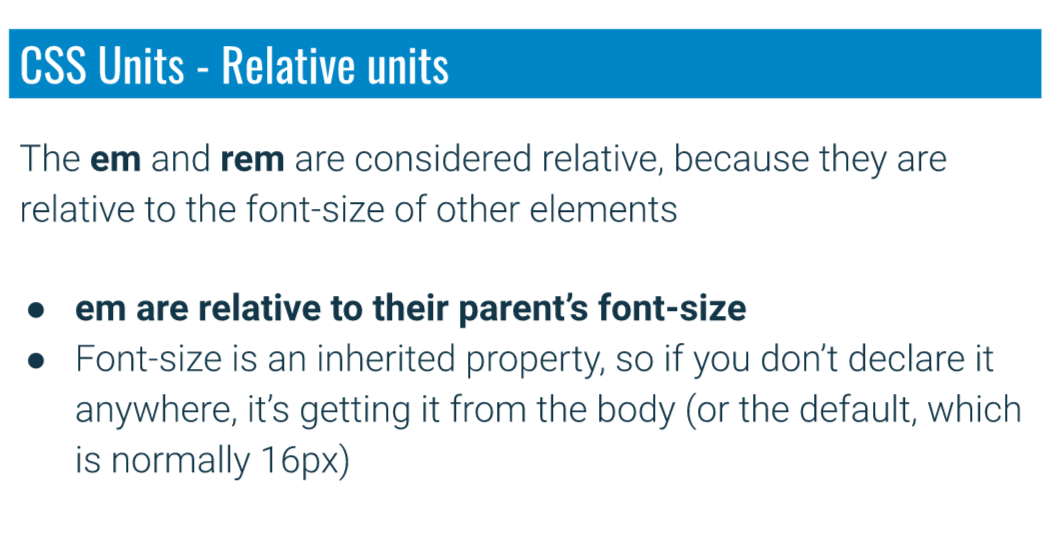 CSS Units - Relative units
The em and rem are considered relative, because they are
relative to the font-size of other elements
● em are relative to their parent’s font-size
● Font-size is an inherited property, so if you don’t declare it
anywhere, it’s getting it from the body (or the default, which
is normally 16px)